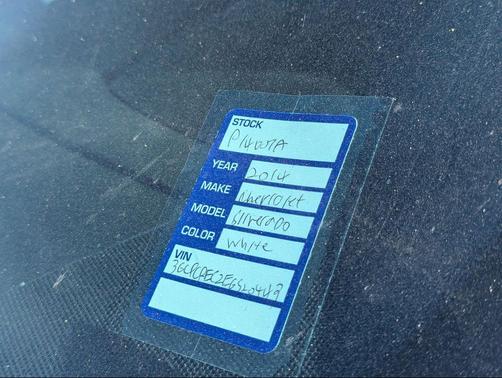 STOCK
YEAR 2014
MAKE Chevrolet
MODEL Silverado
COLOR White
VIN